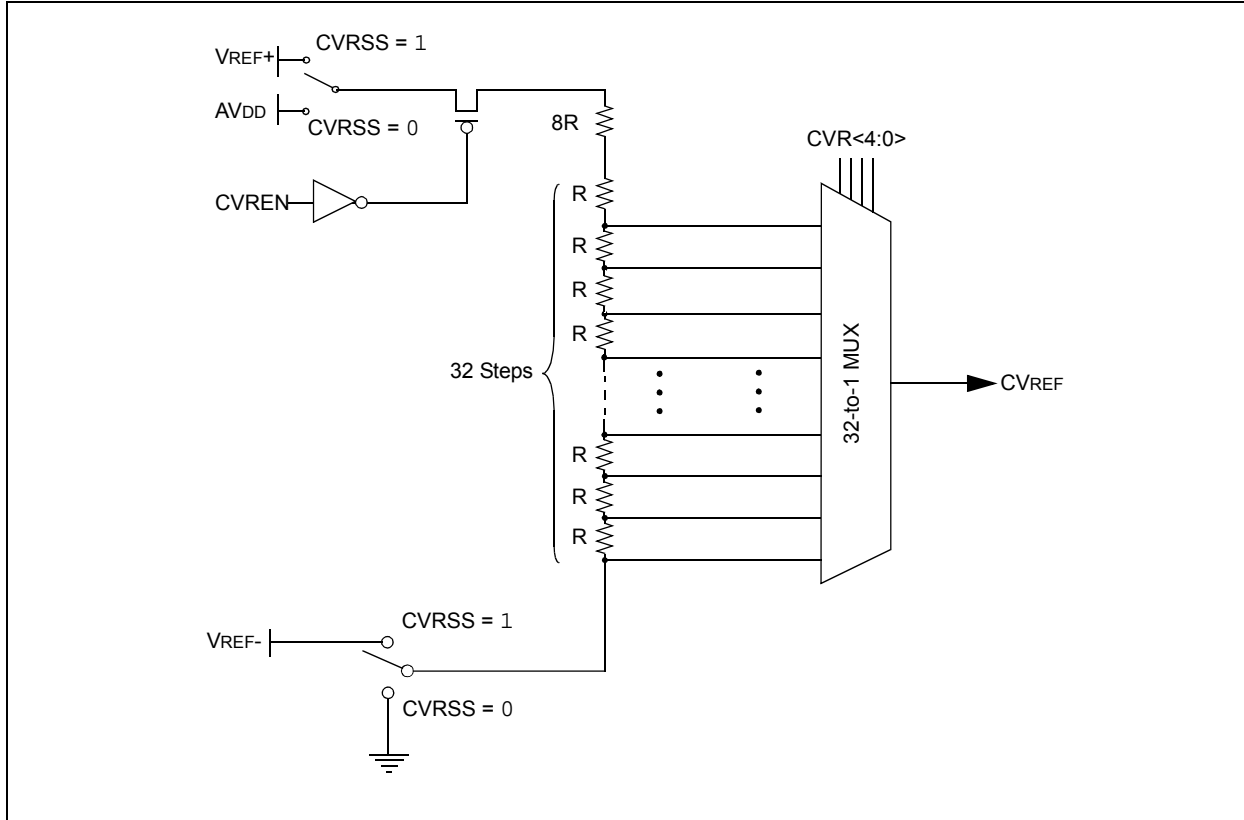 VREF+
CVRSS = 1
AVDD
CVRSS = 0
8R
CVR<4:0>
CVREN
R
R
R
R
32 Steps
32-to-1 MUX
CVREF
R
R
R
CVRSS = 1
VREF-
CVRSS = 0